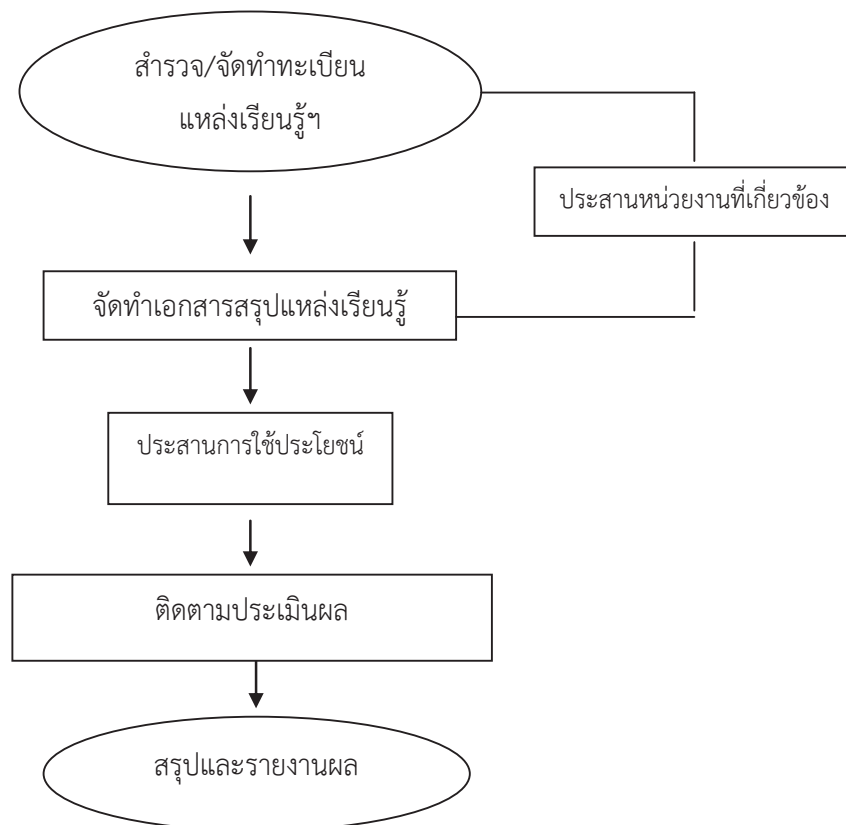 สำรวจ/จัดทำทะเบียน
แหล่งเรียนรู้ฯ
ประสานหน่วยงานที่เกี่ยวข้อง
จัดทำเอกสารสรุปแหล่งเรียนรู้
ประสานการใช้ประโยชน์
ติดตามประเมินผล
สรุปและรายงานผล